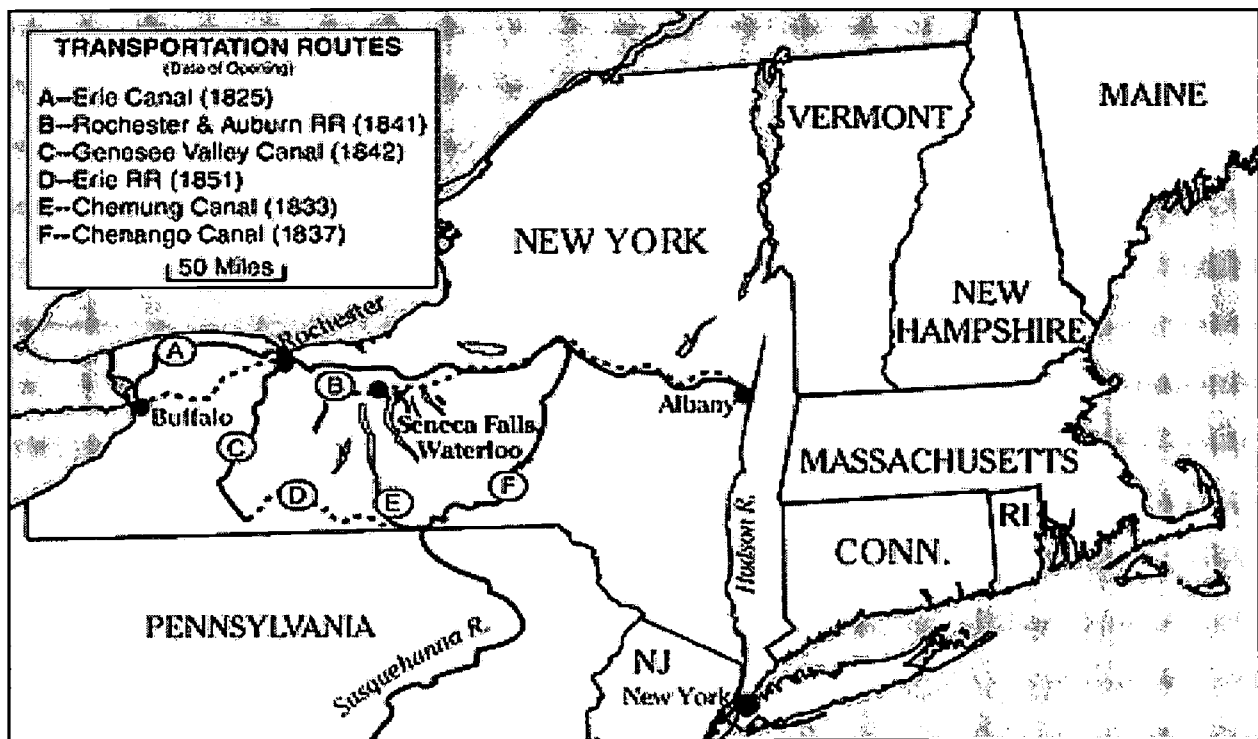 TRANSPORTATION ROUTES
(Date of Opening)
A–Erie Canal (1825)
B–Rochester & Auburn RR (1841)
C–Genesee Valley Canal (1842)
D–Erie RR (1851)
E–Chemung Canal (1833)
F–Chenango Canal (1837)
50 Miles
VERMONT
MAINE
NEW YORK
NEW
HAMPSHIRE
Rochester
A
B
Buffalo
Seneca Falls,
Waterloo
Albany
C
D
E
F
MASSACHUSETTS
RI
CONN.
Hudson R.
PENNSYLVANIA
Susquehanna R.
NJ
New York